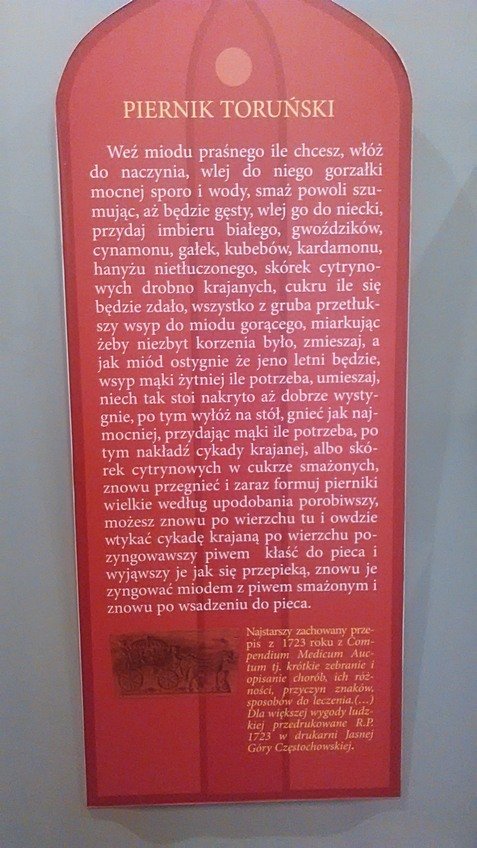 PIERNIK TORUŃSKI
Weź miodu praśnego ile chcesz, włóż
do naczynia, wlej do niego gorzałki
mocnej sporo i wody, smaż powoli szu-
mując, aż będzie gęsty, wlej go do niecki,
przydaj imbieru białego, gwoździków,
cynamonu, gałek, kubebów, kardamonu,
hanyżu nietłuczonego, skórek cytryno-
wych drobno krajanych, cukru ile się
będzie zdało, wszystko z gruba przetłuk-
szy wsyp do miodu gorącego, miarkując
żeby niezbyt korzenia było, zmieszaj, a
jak miód ostygnie że jeno letni będzie,
wsyp mąki żytniej ile potrzeba, umieszaj,
niech tak stoi nakryto aż dobrze wysty-
gnie, po tym wyłóż na stół, gnieć jak naj-
mocniej, przydając mąki ile potrzeba, po
tym nakładź cykady krajanej, albo skó-
rek cytrynowych w cukrze smażonych,
znowu przegnieć i zaraz formuj pierniki
wielkie według upodobania porobiwszy,
możesz znowu po wierzchu tu i owdzie
wtykać cykadę krajaną po wierzchu po-
zyngowawszy piwem kłaść do pieca i
wyjąwszy je jak się przepieką, znowu je
zyngować miodem z piwem smażonym i
znowu po wsadzeniu do pieca.
Najstarszy zachowany prze-
pis z 1723 roku z Com-
pendium Medicum Auc-
tum tj. krótkie zebranie i
opisanie chorób, ich róż-
ności, przyczyn znaków,
sposobów do leczenia.(...)
Dla większej wygody ludz-
kiej przedrukowane R.P.
1723 w drukarni Jasnej
Góry Częstochowskiej.